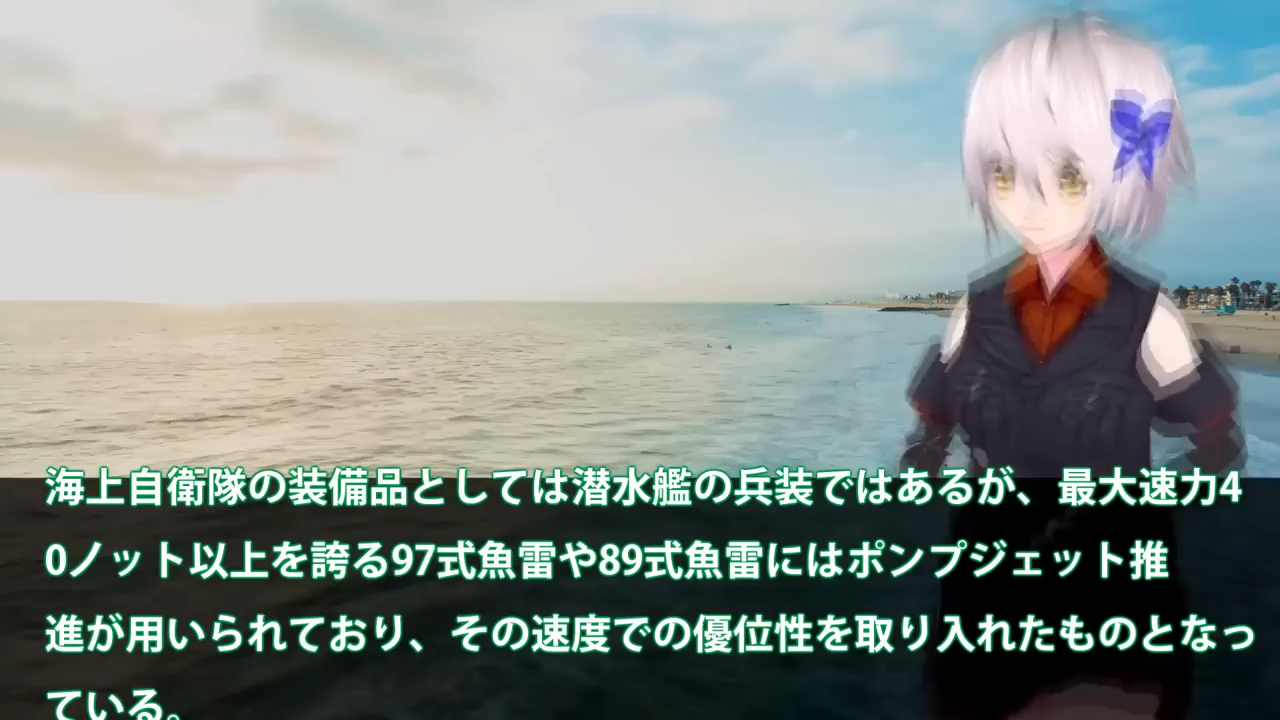 海上自衛隊の装備品としては潜水艦の兵装ではあるが、最大速力4
0ノット以上を誇る97式魚雷や89式魚雷にはポンプジェット推
進が用いられており、その速度での優位性を取り入れたものとなっ
ている。